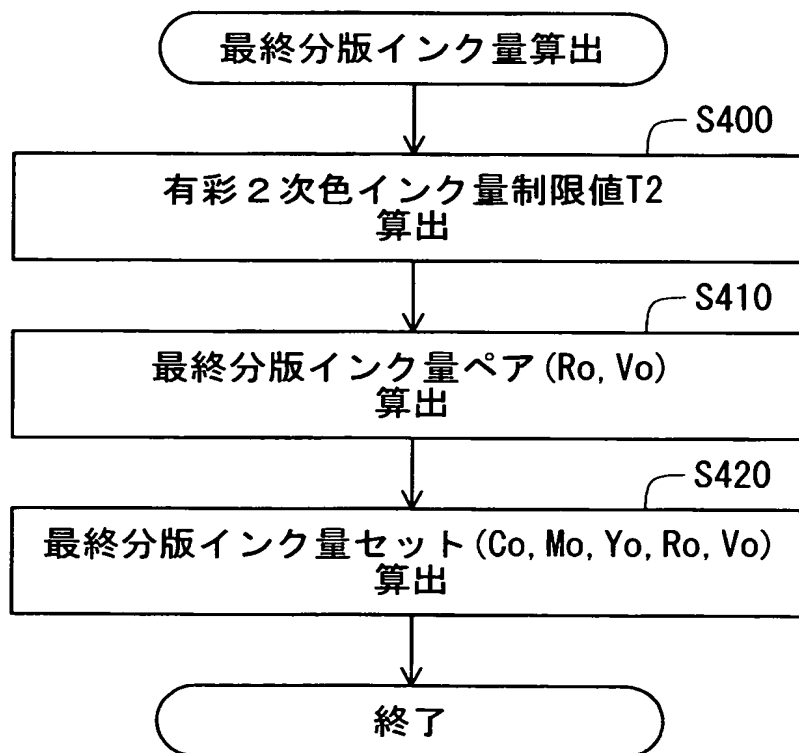 最終分版インク量算出
S400
有彩２次色インク量制限値T2
算出
S410
最終分版インク量ペア(Ro,Vo)
算出
S420
最終分版インク量セット(Co,Mo,Yo,Ro,Vo)
算出
終了